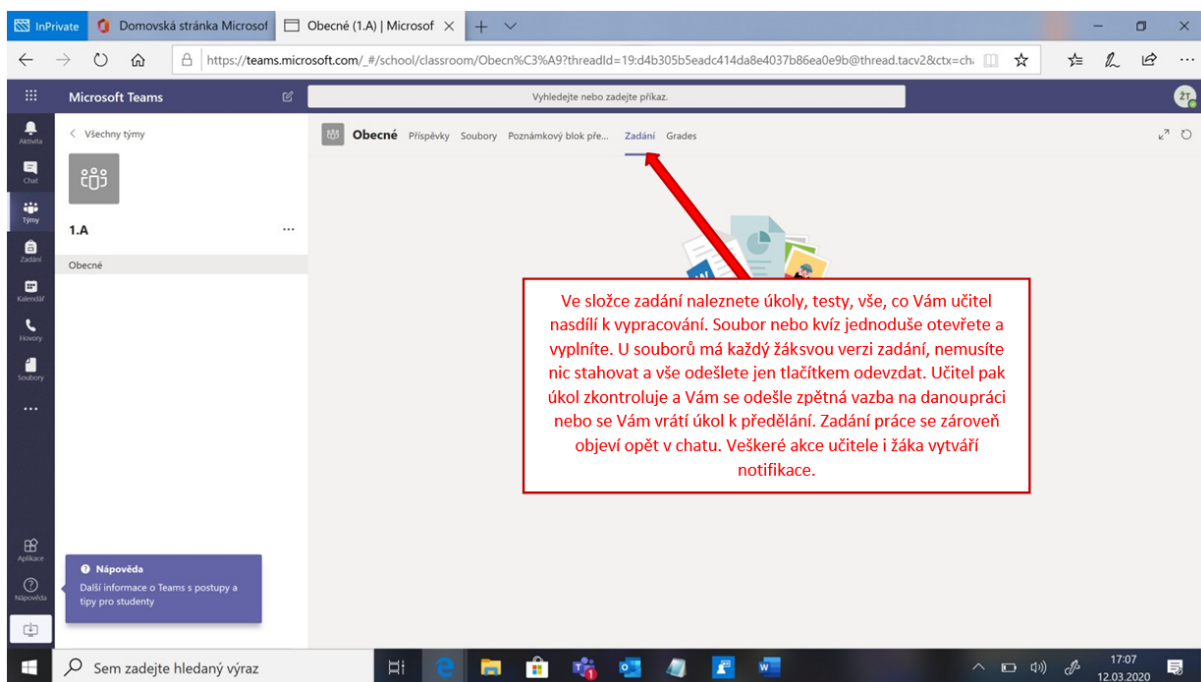 InPrivate
Domovská stránka Microsof
Obecné (1.A) | Microsof
https://teams.microsoft.com/_#/school/classroom/Obecn%C3%A9?threadId=19:d4b305b5eadc414da8e4037b86ea0e9b@thread.tacv2&ctx=ch
Microsoft Teams
Vyhledejte nebo zadejte příkaz.
ŽT
Aktivita
Chat
Týmy
Zadání
Kalendář
Hovory
Soubory
Aplikace
Nápověda
Všechny týmy
1.A
Obecné
Obecné Příspěvky Soubory Poznámkový blok pře... Zadání Grades
Ve složce zadání naleznete úkoly, testy, vše, co Vám učitel
nasdílí k vypracování. Soubor nebo kvíz jednoduše otevřete a
vyplníte. U souborů má každý žáksvou verzi zadání, nemusíte
nic stahovat a vše odešlete jen tlačítkem odevzdat. Učitel pak
úkol zkontroluje a Vám se odešle zpětná vazba na danoupráci
nebo se Vám vrátí úkol k předělání. Zadání práce se zároveň
objeví opět v chatu. Veškeré akce učitele i žáka vytváří
notifikace.
Nápověda
Další informace o Teams s postupy a
tipy pro studenty
Sem zadejte hledaný výraz
17:07
12.03.2020